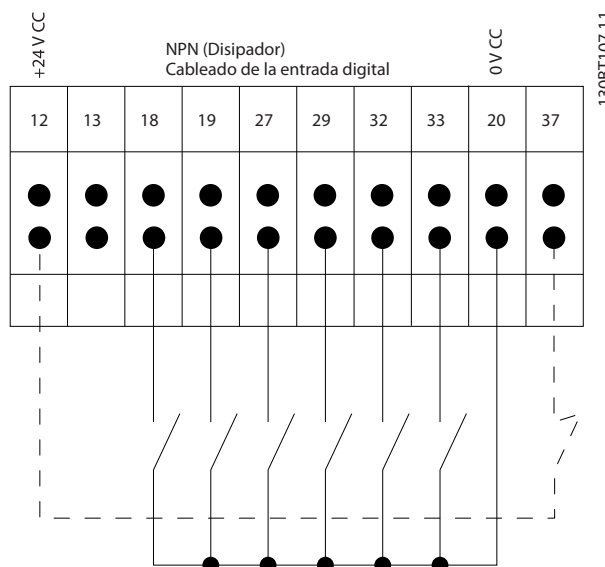 +24 V CC
NPN (Disipador)
Cableado de la entrada digital
0 V CC
130BT107.11
12 13 18 19 27 29 32 33 20 37